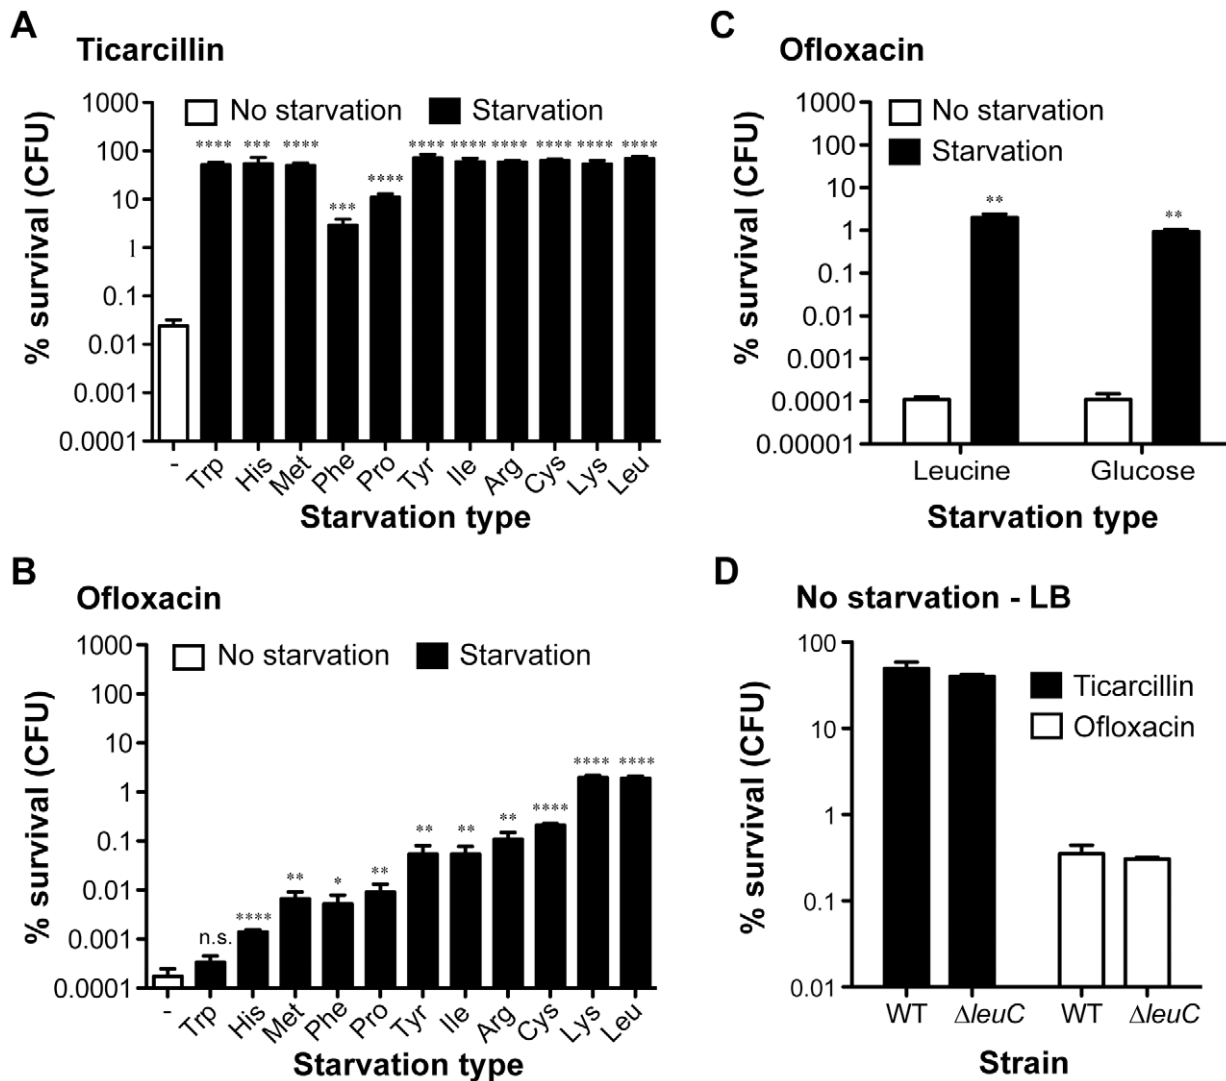 A
Ticarcillin
No starvation
Starvation
% survival (CFU)
1000
100
10
1
0.1
0.01
0.001
0.0001
**** *** **** *** **** **** **** **** **** **** ****
- Trp His Met Phe Pro Tyr Ile Arg Cys Lys Leu
Starvation type
B
Ofloxacin
No starvation
Starvation
% survival (CFU)
1000
100
10
1
0.1
0.01
0.001
0.0001
n.s. **** ** * ** ** ** ** **** **** ****
- Trp His Met Phe Pro Tyr Ile Arg Cys Lys Leu
Starvation type
C
Ofloxacin
No starvation
Starvation
% survival (CFU)
1000
100
10
1
0.1
0.01
0.001
0.0001
0.00001
** **
Leucine Glucose
Starvation type
D
No starvation - LB
Ticarcillin
Ofloxacin
% survival (CFU)
100
10
1
0.1
0.01
WT ΔleuC WT ΔleuC
Strain